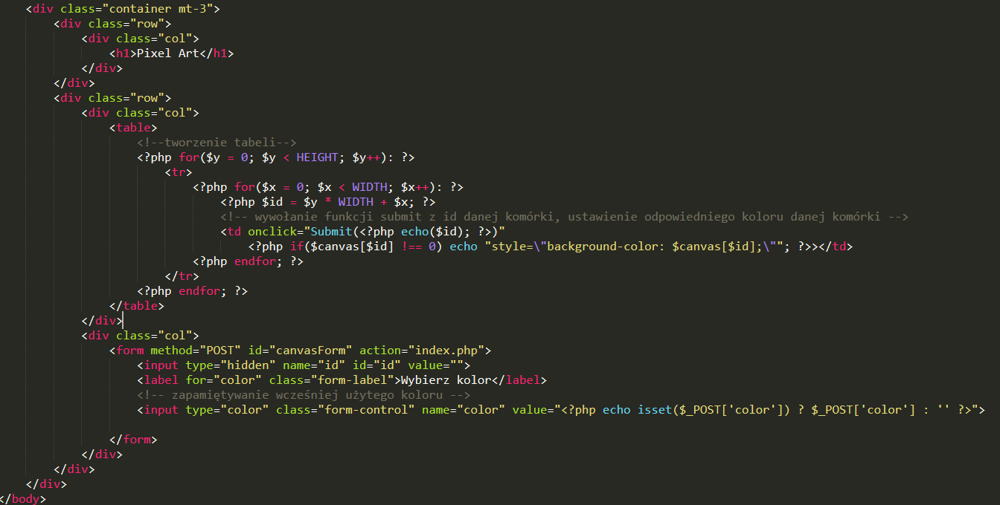 <div class="container mt-3">
<div class="row">
<div class="col">
<h1>Pixel Art</h1>
</div>
</div>
<div class="row">
<div class="col">
<table>
<!--tworzenie tabeli-->
<?php for($y = 0; $y < HEIGHT; $y++): ?>
<tr>
<?php for($x = 0; $x < WIDTH; $x++): ?>
<?php $id = $y * WIDTH + $x; ?>
<!-- wywołanie funkcji submit z id danej komórki, ustawienie odpowiedniego koloru danej komórki -->
<td onclick="Submit(<?php echo($id); ?>)"
<?php if($canvas[$id] !== 0) echo "style=\"background-color: $canvas[$id];\""; ?>></td>
<?php endfor; ?>
</tr>
<?php endfor; ?>
</table>
</div>
<div class="col">
<form method="POST" id="canvasForm" action="index.php">
<input type="hidden" name="id" id="id" value="">
<label for="color" class="form-label">Wybierz kolor</label>
<!-- zapamiętywanie wcześniej użytego koloru -->
<input type="color" class="form-control" name="color" value="<?php echo isset($_POST['color']) ? $_POST['color'] : '' ?>">
</form>
</div>
</div>
</div>
</body>